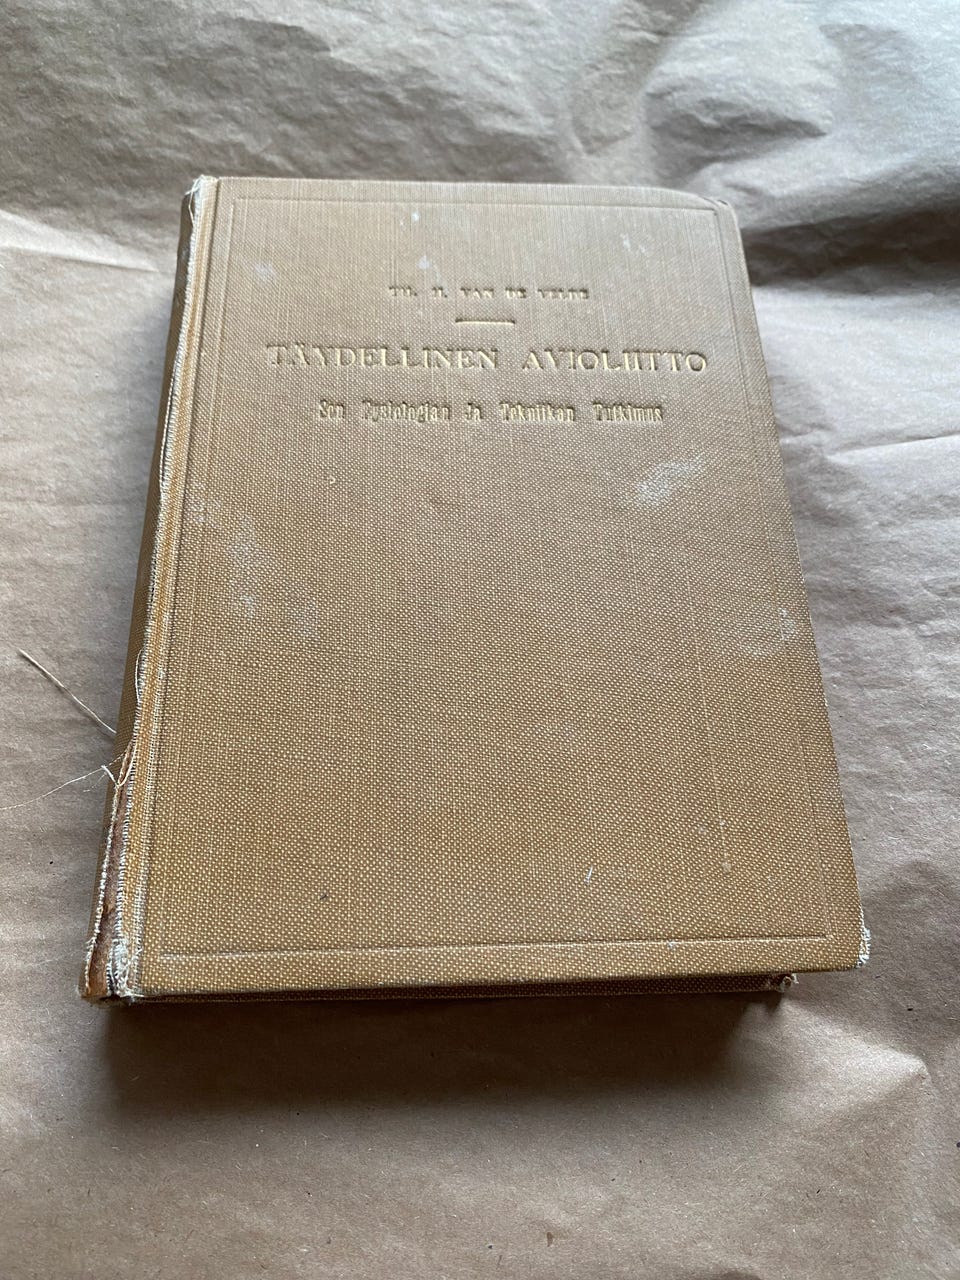 TH. H. VAN DE VELDE
TÄYDELLINEN AVIOLIITTO
Sen Fysiologian Ja Tekniikan Tutkimus